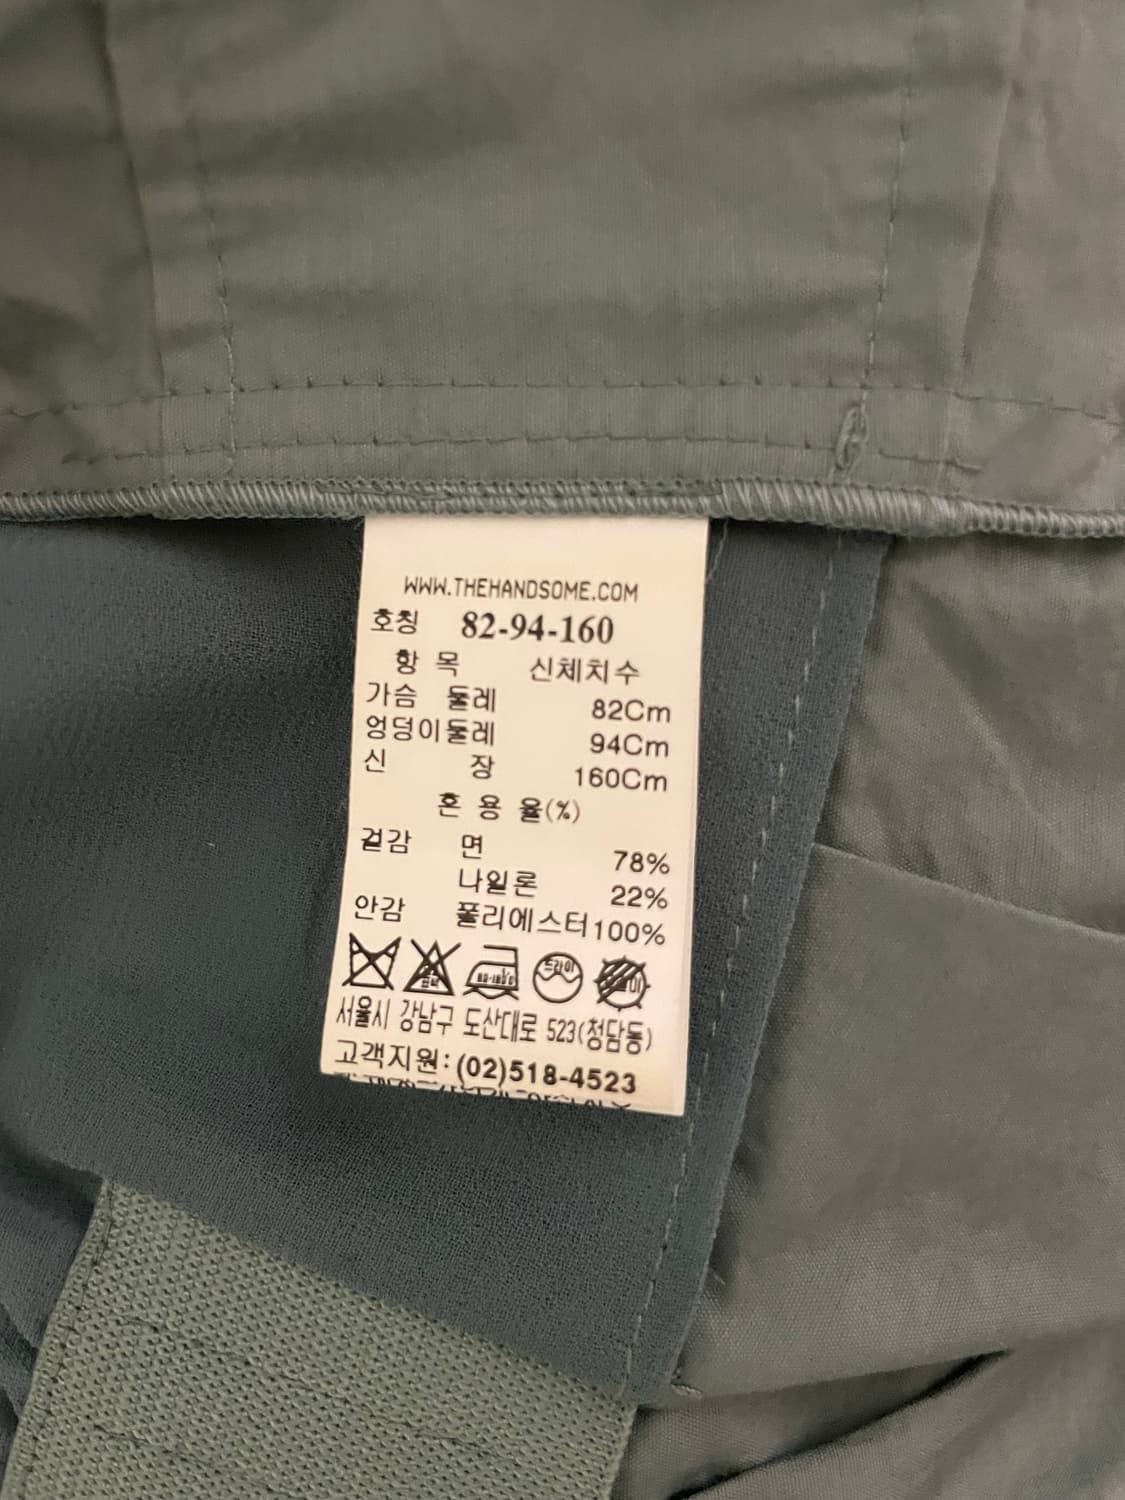 WWW.THEHANDSOME.COM
호칭 82-94-160
항 목 신체치수
가슴 둘레 82Cm
엉덩이둘레 94Cm
신 장 160Cm
혼 용 율(%)
겉감 면 78%
나일론 22%
안감 폴리에스터100%
드라이
서울시 강남구 도산대로 523(청담동)
고객지원:(02)518-4523